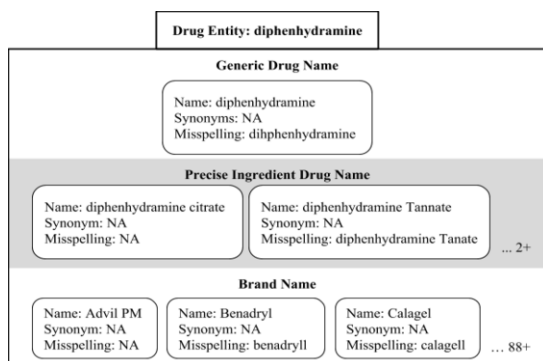 Drug Entity: diphenhydramine
Generic Drug Name
Name: diphenhydramine
Synonyms: NA
Misspelling: dihphenhydramine
Precise Ingredient Drug Name
Name: diphenhydramine citrate
Synonym: NA
Misspelling: NA
Name: diphenhydramine Tannate
Synonym: NA
Misspelling: diphenhydramine Tanate
... 2+
Brand Name
Name: Advil PM
Synonym: NA
Misspelling: NA
Name: Benadryl
Synonym: NA
Misspelling: benadryll
Name: Calagel
Synonym: NA
Misspelling: calagell
... 88+